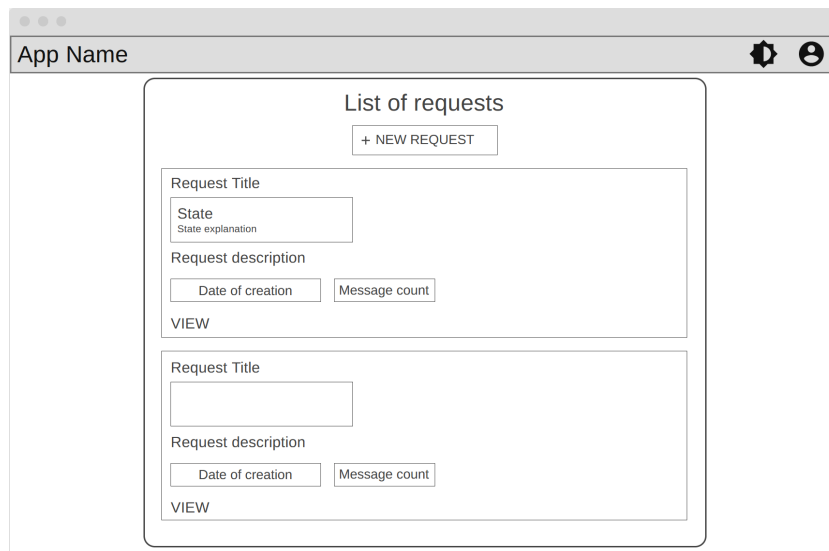 App Name
List of requests
+ NEW REQUEST
Request Title
State
State explanation
Request description
Date of creation
Message count
VIEW
Request Title
Request description
Date of creation
Message count
VIEW